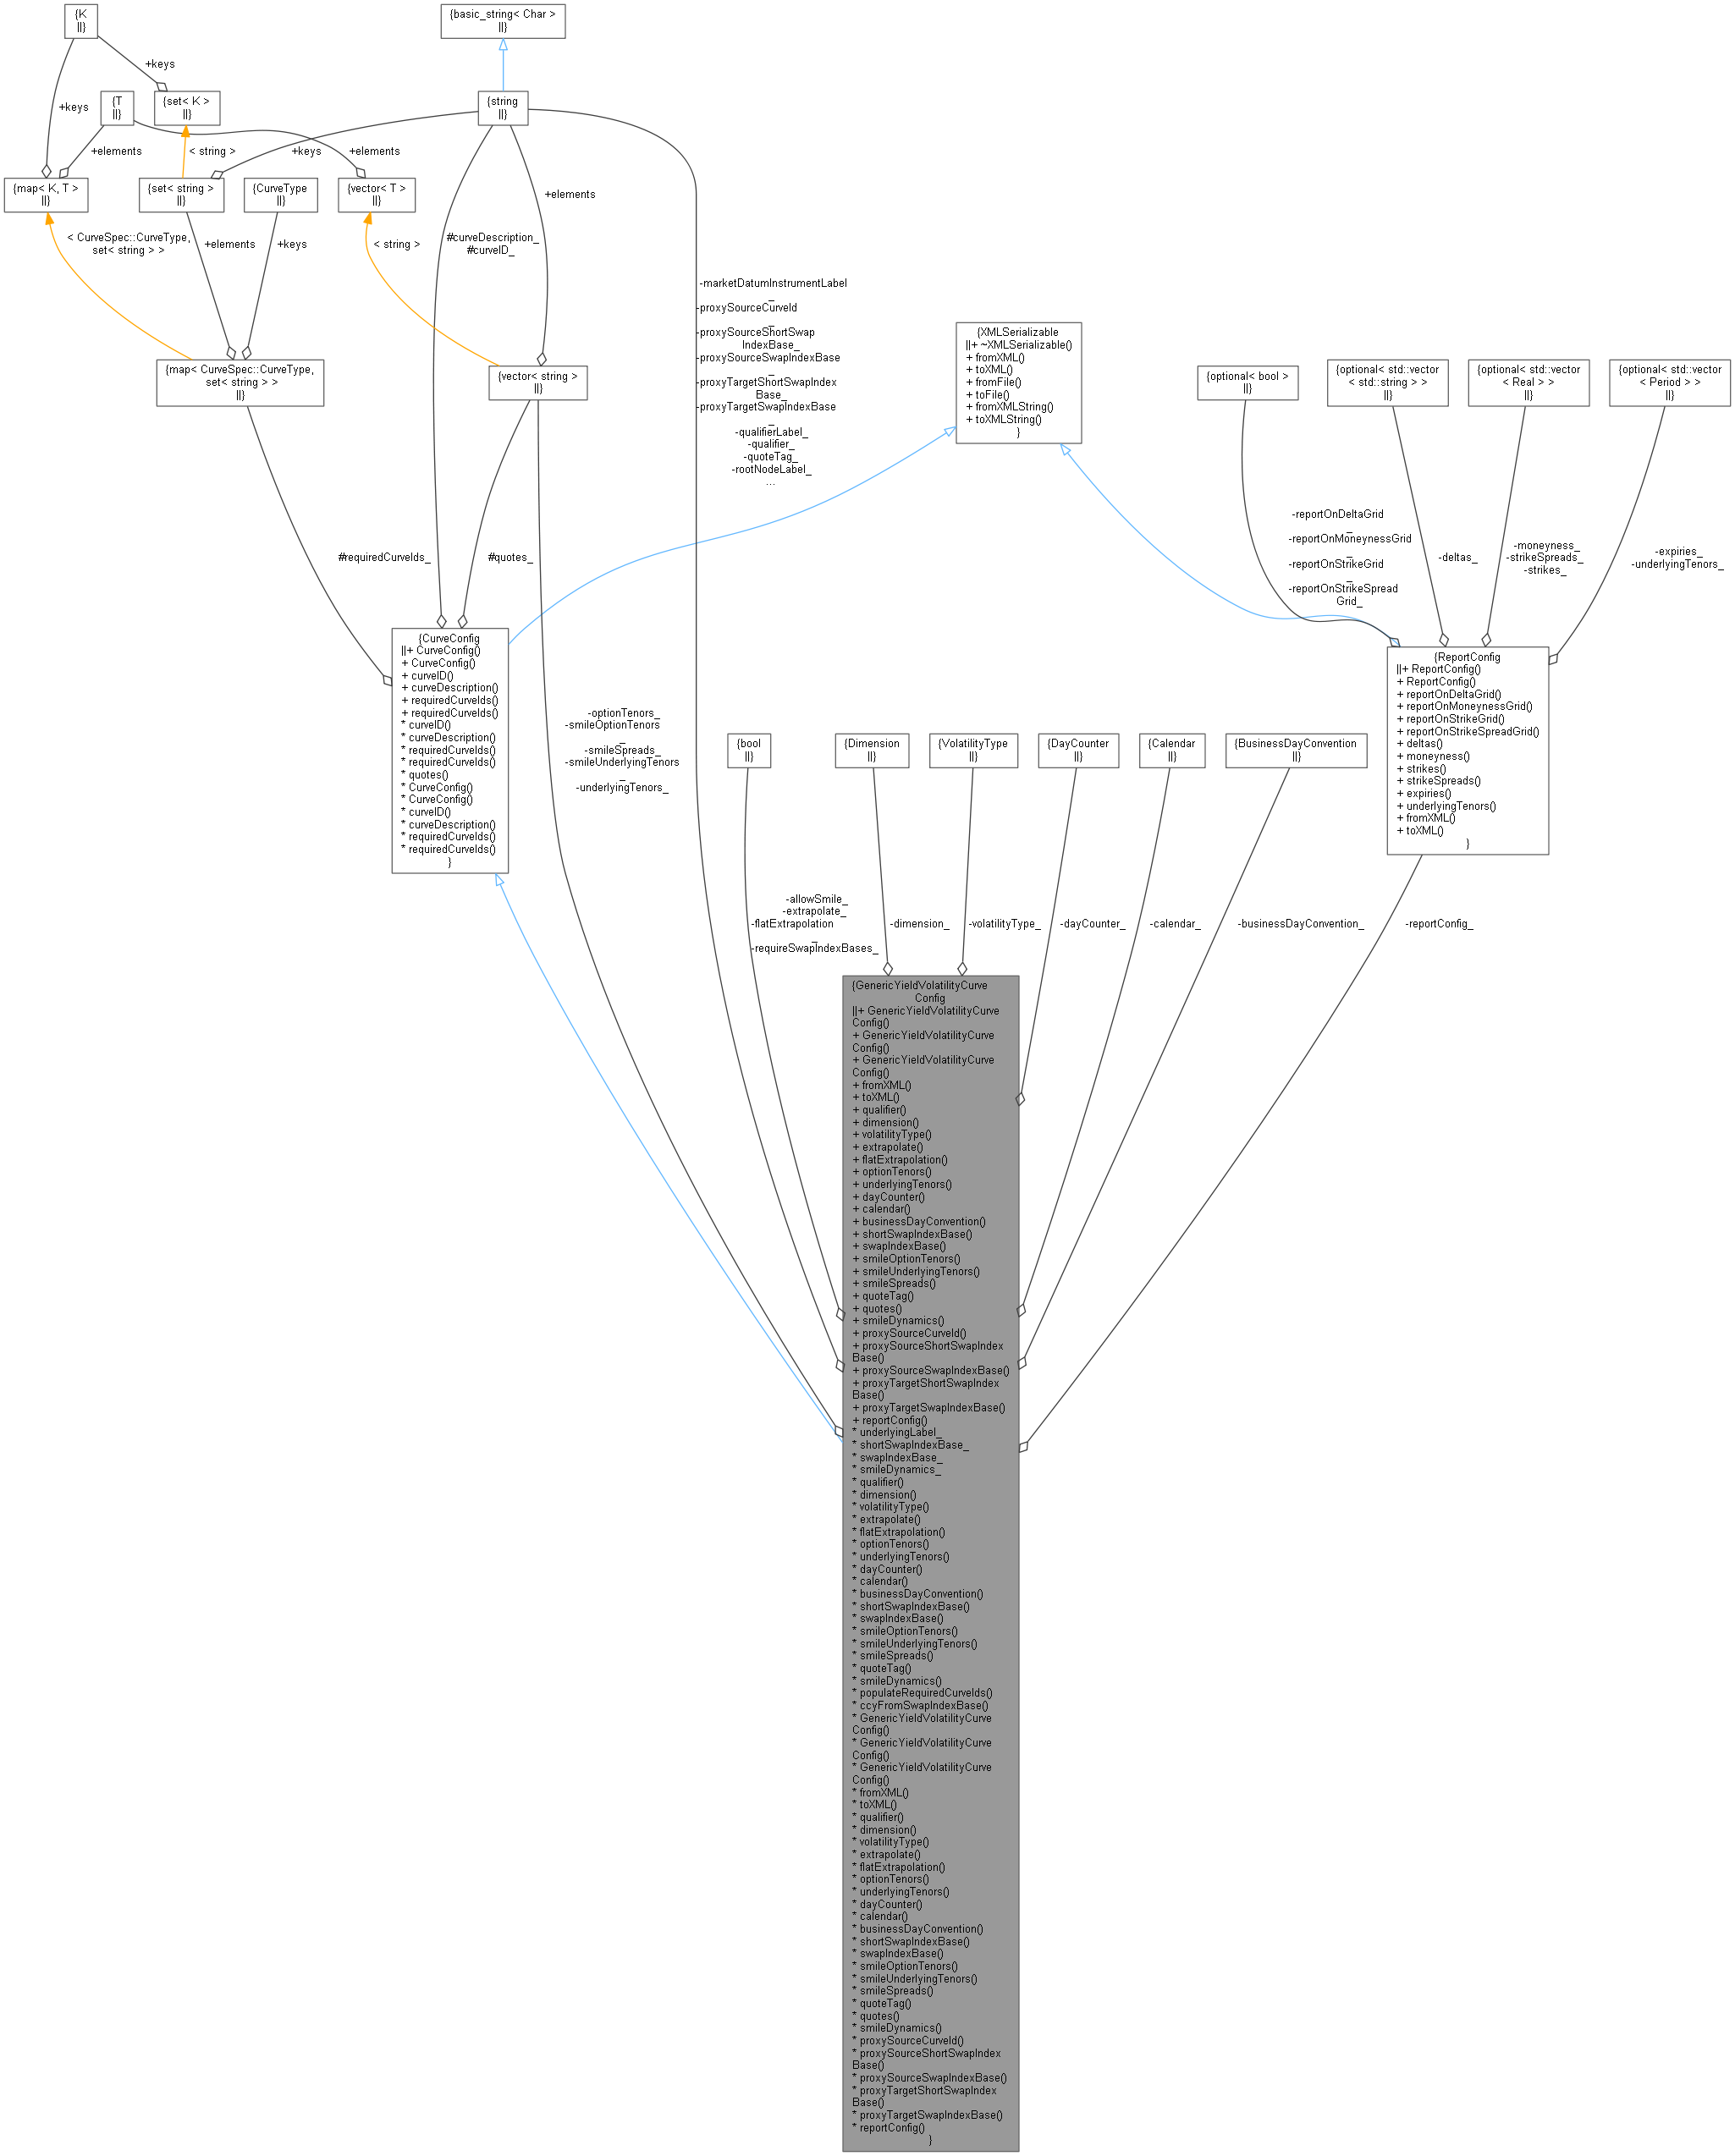 {K
||}
{basic_string< Char >
||}
+keys
{T
||}
{set< K >
||}
{string
||}
+keys
+elements
< string >
+keys
+elements
{map< K, T >
||}
{set< string >
||}
{CurveType
||}
{vector< T >
||}
+elements
< CurveSpec::CurveType,
set< string > >
+elements
+keys
< string >
#curveDescription_
#curveID_
-marketDatumInstrumentLabel
_
-proxySourceCurveId
_
-proxySourceShortSwap
IndexBase_
-proxySourceSwapIndexBase
_
-proxyTargetShortSwapIndex
Base_
-proxyTargetSwapIndexBase
_
-qualifierLabel_
-qualifier_
-quoteTag_
-rootNodeLabel_
...
{XMLSerializable
||+ ~XMLSerializable()
+ fromXML()
+ toXML()
+ fromFile()
+ toFile()
+ fromXMLString()
+ toXMLString()
}
{map< CurveSpec::CurveType,
set< string > >
||}
{vector< string >
||}
{optional< bool >
||}
{optional< std::vector
< std::string > >
||}
{optional< std::vector
< Real > >
||}
{optional< std::vector
< Period > >
||}
#requiredCurveIds_
#quotes_
-reportOnDeltaGrid
_
-reportOnMoneynessGrid
_
-reportOnStrikeGrid
_
-reportOnStrikeSpread
Grid_
-deltas_
-moneyness_
-strikeSpreads_
-strikes_
-expiries_
-underlyingTenors_
{CurveConfig
||+ CurveConfig()
+ CurveConfig()
+ curveID()
+ curveDescription()
+ requiredCurveIds()
+ requiredCurveIds()
* curveID()
* curveDescription()
* requiredCurveIds()
* requiredCurveIds()
* quotes()
* CurveConfig()
* CurveConfig()
* curveID()
* curveDescription()
* requiredCurveIds()
* requiredCurveIds()
}
{ReportConfig
||+ ReportConfig()
+ ReportConfig()
+ reportOnDeltaGrid()
+ reportOnMoneynessGrid()
+ reportOnStrikeGrid()
+ reportOnStrikeSpreadGrid()
+ deltas()
+ moneyness()
+ strikes()
+ strikeSpreads()
+ expiries()
+ underlyingTenors()
+ fromXML()
+ toXML()
}
-optionTenors_
-smileOptionTenors
_
-smileSpreads_
-smileUnderlyingTenors
_
-underlyingTenors_
{bool
||}
{Dimension
||}
{VolatilityType
||}
{DayCounter
||}
{Calendar
||}
{BusinessDayConvention
||}
-allowSmile_
-extrapolate_
-flatExtrapolation
_
-requireSwapIndexBases_
-dimension_
-volatilityType_
-dayCounter_
-calendar_
-businessDayConvention_
-reportConfig_
{GenericYieldVolatilityCurve
Config
||+ GenericYieldVolatilityCurve
Config()
+ GenericYieldVolatilityCurve
Config()
+ GenericYieldVolatilityCurve
Config()
+ fromXML()
+ toXML()
+ qualifier()
+ dimension()
+ volatilityType()
+ extrapolate()
+ flatExtrapolation()
+ optionTenors()
+ underlyingTenors()
+ dayCounter()
+ calendar()
+ businessDayConvention()
+ shortSwapIndexBase()
+ swapIndexBase()
+ smileOptionTenors()
+ smileUnderlyingTenors()
+ smileSpreads()
+ quoteTag()
+ quotes()
+ smileDynamics()
+ proxySourceCurveId()
+ proxySourceShortSwapIndex
Base()
+ proxySourceSwapIndexBase()
+ proxyTargetShortSwapIndex
Base()
+ proxyTargetSwapIndexBase()
+ reportConfig()
* underlyingLabel_
* shortSwapIndexBase_
* swapIndexBase_
* smileDynamics_
* qualifier()
* dimension()
* volatilityType()
* extrapolate()
* flatExtrapolation()
* optionTenors()
* underlyingTenors()
* dayCounter()
* calendar()
* businessDayConvention()
* shortSwapIndexBase()
* swapIndexBase()
* smileOptionTenors()
* smileUnderlyingTenors()
* smileSpreads()
* quoteTag()
* smileDynamics()
* populateRequiredCurveIds()
* ccyFromSwapIndexBase()
* GenericYieldVolatilityCurve
Config()
* GenericYieldVolatilityCurve
Config()
* GenericYieldVolatilityCurve
Config()
* fromXML()
* toXML()
* qualifier()
* dimension()
* volatilityType()
* extrapolate()
* flatExtrapolation()
* optionTenors()
* underlyingTenors()
* dayCounter()
* calendar()
* businessDayConvention()
* shortSwapIndexBase()
* swapIndexBase()
* smileOptionTenors()
* smileUnderlyingTenors()
* smileSpreads()
* quoteTag()
* quotes()
* smileDynamics()
* proxySourceCurveId()
* proxySourceShortSwapIndex
Base()
* proxySourceSwapIndexBase()
* proxyTargetShortSwapIndex
Base()
* proxyTargetSwapIndexBase()
* reportConfig()
}